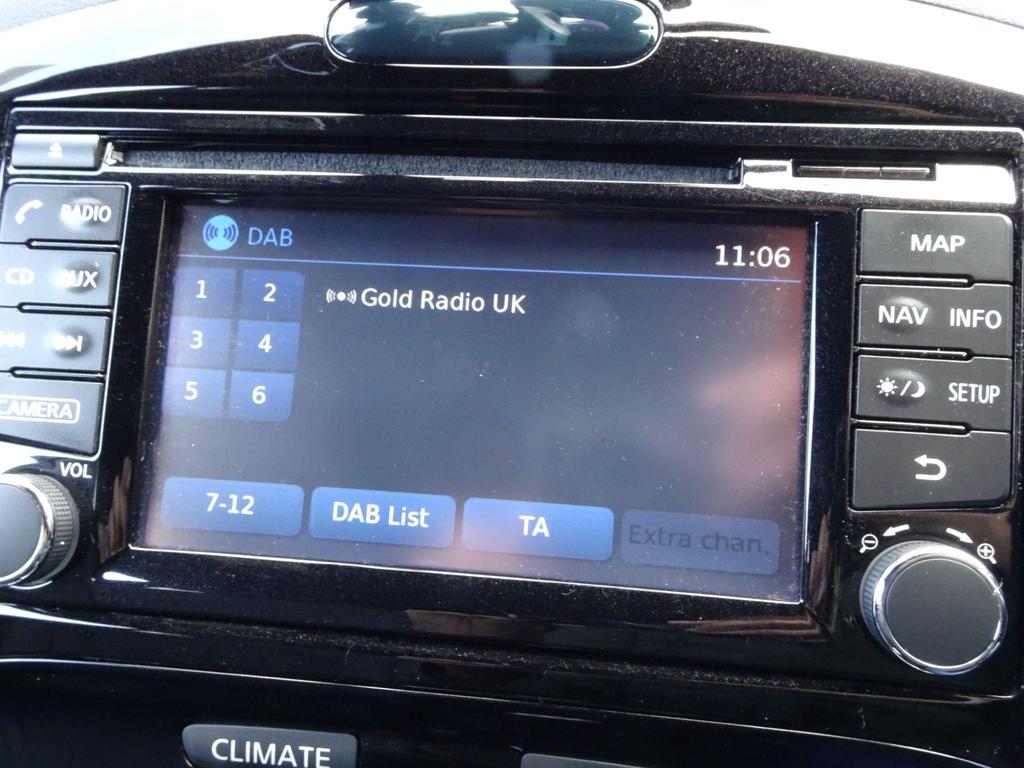 DAB
11:06
1 2
3 4
5 6
Gold Radio UK
7-12
DAB List
TA
Extra chan.
RADIO
CD AUX
CAMERA
VOL
MAP
NAV INFO
SETUP
CLIMATE